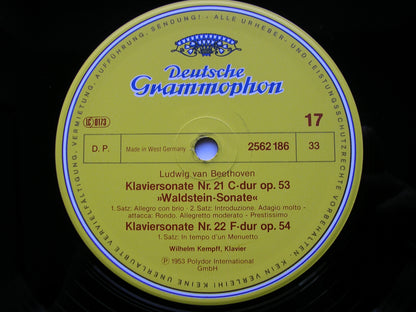 ALLE URHEBER- UND LEISTUNGSSCHUTZRECHTE VORBEHALTEN
KEIN VERLEIH! KEINE UNERLAUBTE VERVIELFÄLTIGUNG, VERMIETUNG, AUFFÜHRUNG, SENDUNG!
Deutsche
Grammophon
LC 0173
17
D. P.
Made in West Germany
2562 186
33
Ludwig van Beethoven
Klaviersonate Nr. 21 C-dur op. 53
»Waldstein-Sonate«
1. Satz: Allegro con brio · 2. Satz: Introduzione. Adagio molto -
attacca: Rondo. Allegretto moderato - Prestissimo
Klaviersonate Nr. 22 F-dur op. 54
1. Satz: In tempo d'un Menuetto
Wilhelm Kempff, Klavier
℗ 1953 Polydor International
GmbH